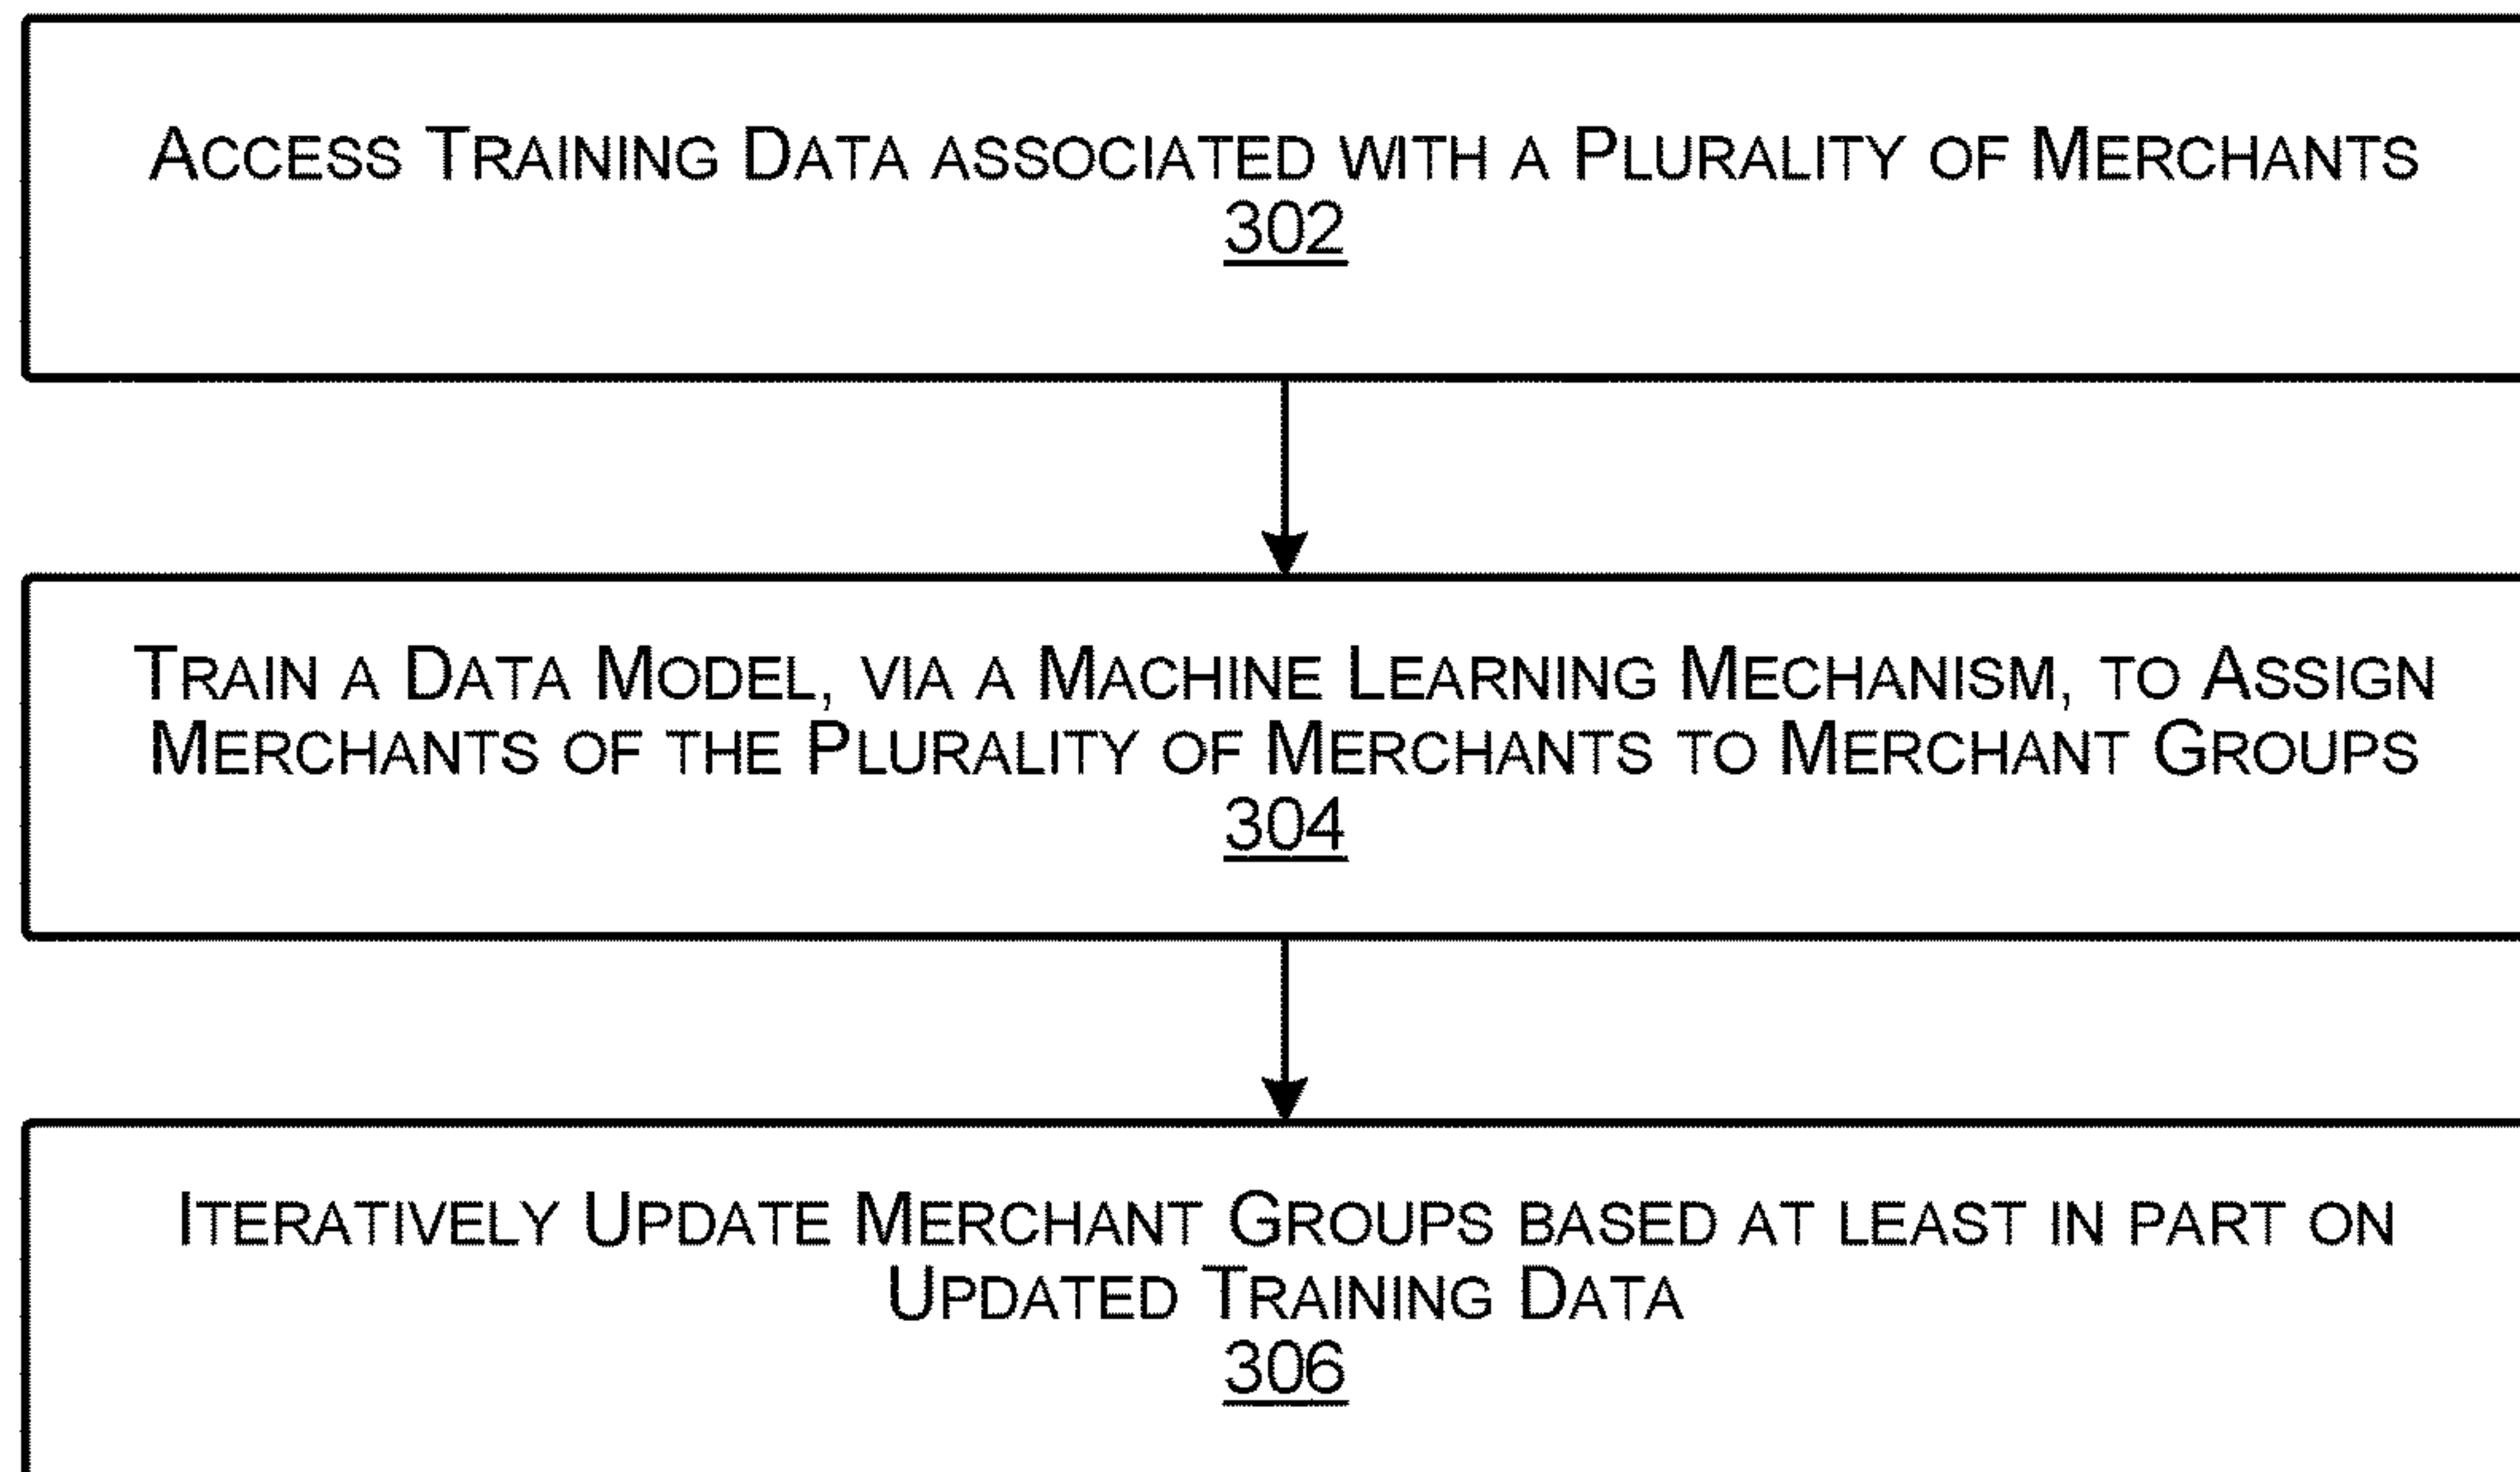 ACCESS TRAINING DATA ASSOCIATED WITH A PLURALITY OF MERCHANTS
302
TRAIN A DATA MODEL, VIA A MACHINE LEARNING MECHANISM, TO ASSIGN
MERCHANTS OF THE PLURALITY OF MERCHANTS TO MERCHANT GROUPS
304
ITERATIVELY UPDATE MERCHANT GROUPS BASED AT LEAST IN PART ON
UPDATED TRAINING DATA
306